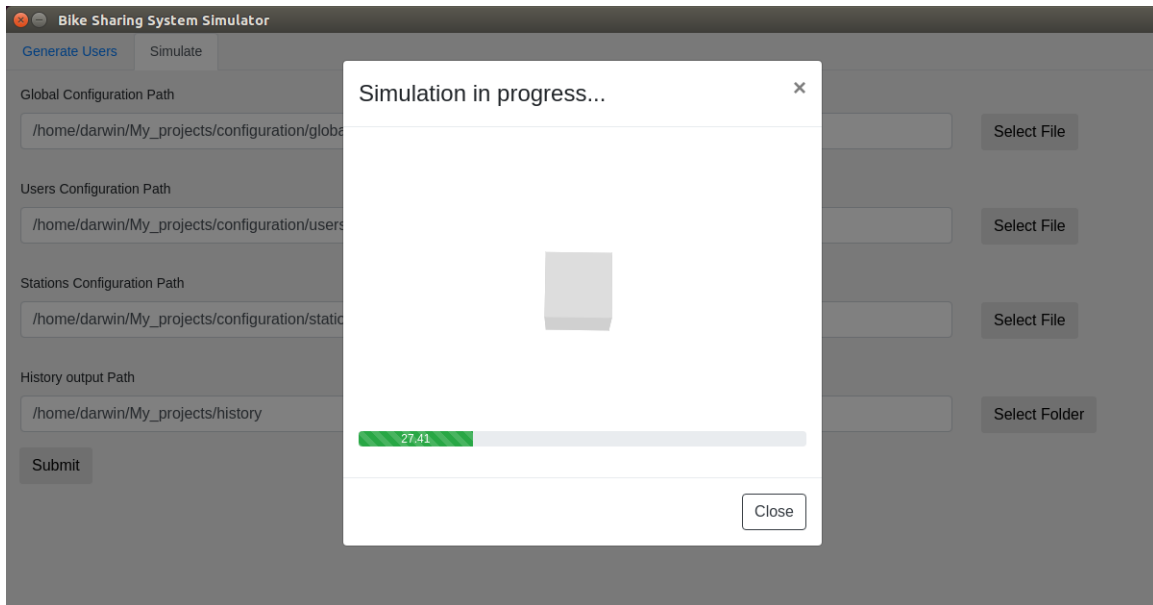 Bike Sharing System Simulator
Generate Users Simulate
Global Configuration Path
/home/darwin/My_projects/configuration/globa
Select File
Users Configuration Path
/home/darwin/My_projects/configuration/users
Select File
Stations Configuration Path
/home/darwin/My_projects/configuration/static
Select File
History output Path
/home/darwin/My_projects/history
Select Folder
Submit
Simulation in progress...
×
27.41
Close